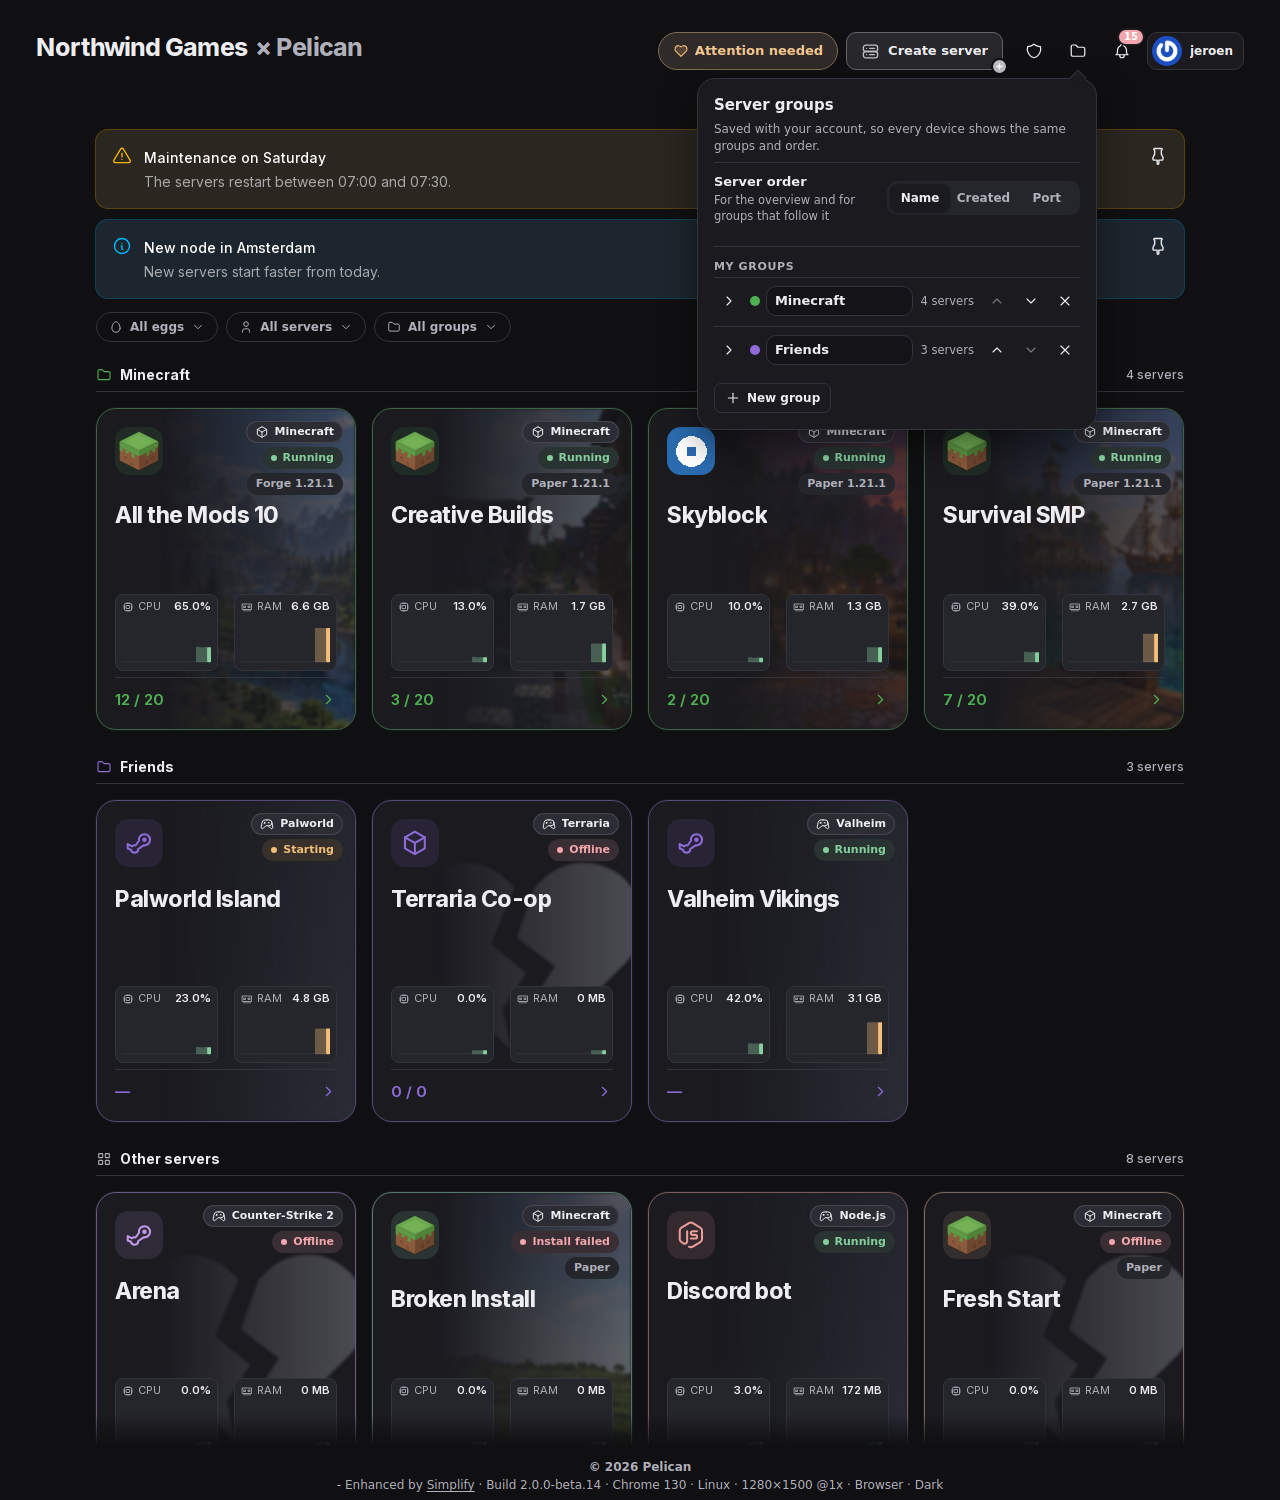 Northwind Games × Pelican
Attention needed
Create server
15
jeroen
Server groups
Saved with your account, so every device shows the same
groups and order.
Server order
For the overview and for
groups that follow it
Name
Created
Port
MY GROUPS
Minecraft
4 servers
Friends
3 servers
New group
Maintenance on Saturday
The servers restart between 07:00 and 07:30.
New node in Amsterdam
New servers start faster from today.
All eggs
All servers
All groups
Minecraft
4 servers
Minecraft
Running
Forge 1.21.1
All the Mods 10
CPU 65.0%
RAM 6.6 GB
12 / 20
Minecraft
Running
Paper 1.21.1
Creative Builds
CPU 13.0%
RAM 1.7 GB
3 / 20
Minecraft
Running
Paper 1.21.1
Skyblock
CPU 10.0%
RAM 1.3 GB
2 / 20
Minecraft
Running
Paper 1.21.1
Survival SMP
CPU 39.0%
RAM 2.7 GB
7 / 20
Friends
3 servers
Palworld
Starting
Palworld Island
CPU 23.0%
RAM 4.8 GB
—
Terraria
Offline
Terraria Co-op
CPU 0.0%
RAM 0 MB
0 / 0
Valheim
Running
Valheim Vikings
CPU 42.0%
RAM 3.1 GB
—
Other servers
8 servers
Counter-Strike 2
Offline
Arena
CPU 0.0%
RAM 0 MB
Minecraft
Install failed
Paper
Broken Install
CPU 0.0%
RAM 0 MB
Node.js
Running
Discord bot
CPU 3.0%
RAM 172 MB
Minecraft
Offline
Paper
Fresh Start
CPU 0.0%
RAM 0 MB
© 2026 Pelican
- Enhanced by Simplify · Build 2.0.0-beta.14 · Chrome 130 · Linux · 1280×1500 @1x · Browser · Dark